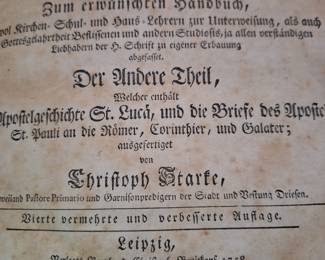 Zum erwünschten Handbuch,
wol Kirchen- Schul- und Haus-Lehrern zur Unterweisung, als auch
Gottesgelahrtheit Beflissenen und andern Studiosis, ja allen verständigen
Liebhabern der H. Schrift zu eigener Erbauung
abgefasset.
Der Andere Theil,
Welcher enthält
Apostelgeschichte St. Lucä, und die Briefe des Apostels
St. Pauli an die Römer, Corinthier, und Galater;
ausgefertiget
von
Christoph Starke,
weiland Pastore Primario und Garnisonpredigern der Stadt und Vestung Driesen.
Vierte vermehrte und verbesserte Auflage.
Leipzig,